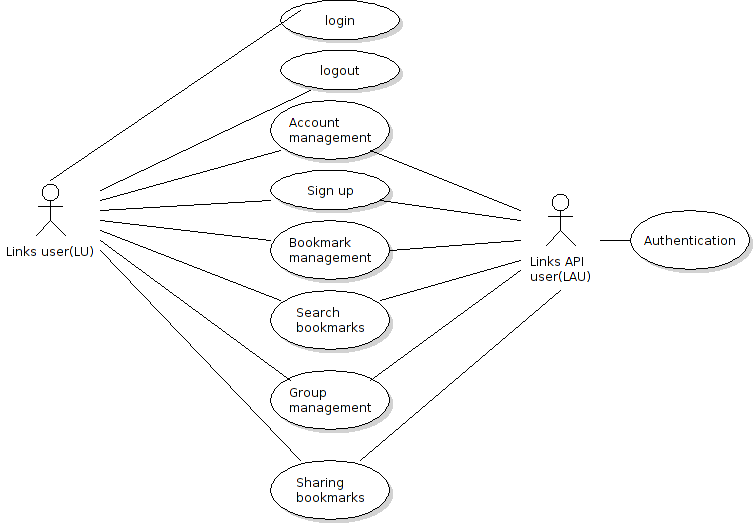 login
logout
Account
management
Sign up
Links user(LU)
Bookmark
management
Links API
user(LAU)
Authentication
Search
bookmarks
Group
management
Sharing
bookmarks